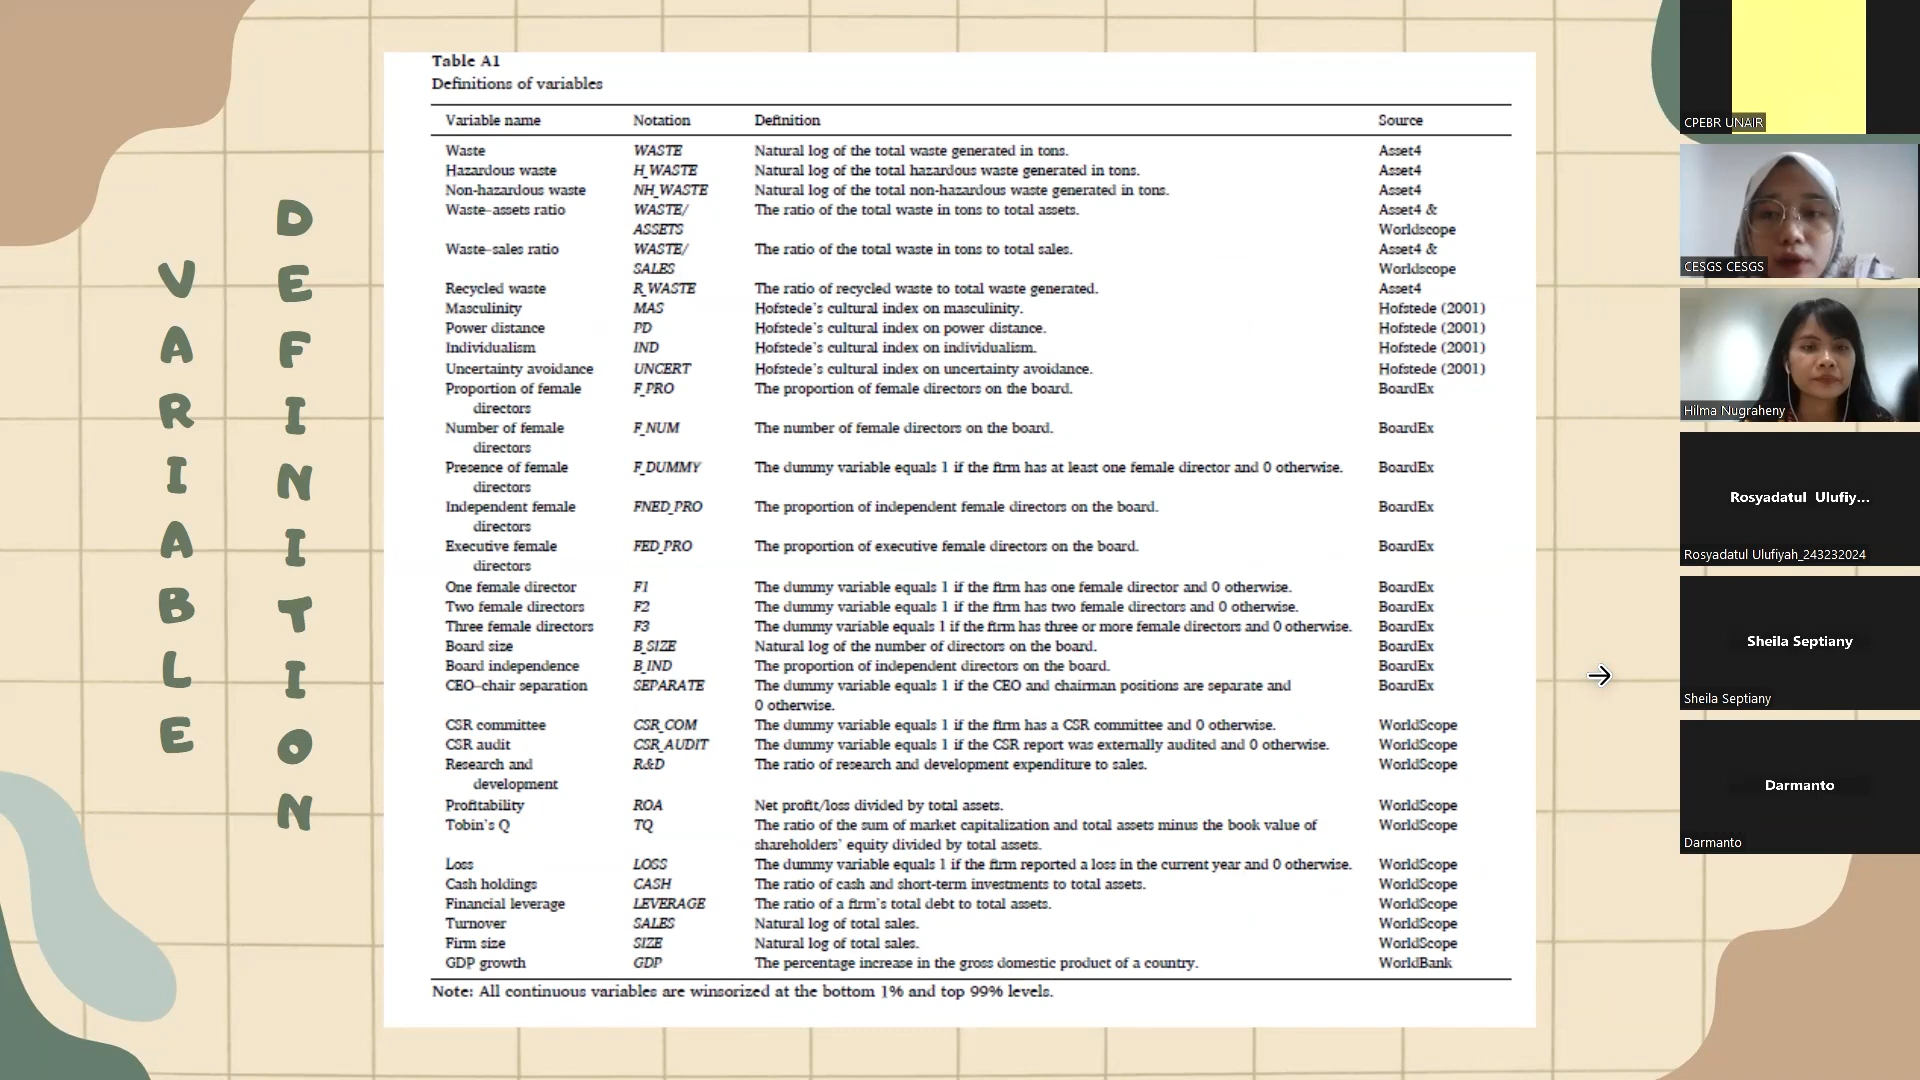 VARIABLE
DEFINITION
Table A1
Definitions of variables
Variable name Notation Definition Source
Waste WASTE Natural log of the total waste generated in tons. Asset4
Hazardous waste H_WASTE Natural log of the total hazardous waste generated in tons. Asset4
Non-hazardous waste NH_WASTE Natural log of the total non-hazardous waste generated in tons. Asset4
Waste–assets ratio WASTE/ The ratio of the total waste in tons to total assets. Asset4 &
ASSETS Worldscope
Waste–sales ratio WASTE/ The ratio of the total waste in tons to total sales. Asset4 &
SALES Worldscope
Recycled waste R_WASTE The ratio of recycled waste to total waste generated. Asset4
Masculinity MAS Hofstede's cultural index on masculinity. Hofstede (2001)
Power distance PD Hofstede's cultural index on power distance. Hofstede (2001)
Individualism IND Hofstede's cultural index on individualism. Hofstede (2001)
Uncertainty avoidance UNCERT Hofstede's cultural index on uncertainty avoidance. Hofstede (2001)
Proportion of female F_PRO The proportion of female directors on the board. BoardEx
directors
Number of female F_NUM The number of female directors on the board. BoardEx
directors
Presence of female F_DUMMY The dummy variable equals 1 if the firm has at least one female director and 0 otherwise. BoardEx
directors
Independent female FNED_PRO The proportion of independent female directors on the board. BoardEx
directors
Executive female FED_PRO The proportion of executive female directors on the board. BoardEx
directors
One female director F1 The dummy variable equals 1 if the firm has one female director and 0 otherwise. BoardEx
Two female directors F2 The dummy variable equals 1 if the firm has two female directors and 0 otherwise. BoardEx
Three female directors F3 The dummy variable equals 1 if the firm has three or more female directors and 0 otherwise. BoardEx
Board size B_SIZE Natural log of the number of directors on the board. BoardEx
Board independence B_IND The proportion of independent directors on the board. BoardEx
CEO–chair separation SEPARATE The dummy variable equals 1 if the CEO and chairman positions are separate and BoardEx
0 otherwise.
CSR committee CSR_COM The dummy variable equals 1 if the firm has a CSR committee and 0 otherwise. WorldScope
CSR audit CSR_AUDIT The dummy variable equals 1 if the CSR report was externally audited and 0 otherwise. WorldScope
Research and R&D The ratio of research and development expenditure to sales. WorldScope
development
Profitability ROA Net profit/loss divided by total assets. WorldScope
Tobin's Q TQ The ratio of the sum of market capitalization and total assets minus the book value of WorldScope
shareholders' equity divided by total assets.
Loss LOSS The dummy variable equals 1 if the firm reported a loss in the current year and 0 otherwise. WorldScope
Cash holdings CASH The ratio of cash and short-term investments to total assets. WorldScope
Financial leverage LEVERAGE The ratio of a firm's total debt to total assets. WorldScope
Turnover SALES Natural log of total sales. WorldScope
Firm size SIZE Natural log of total sales. WorldScope
GDP growth GDP The percentage increase in the gross domestic product of a country. WorldBank
Note: All continuous variables are winsorized at the bottom 1% and top 99% levels.
CPEBR UNAIR
CESGS CESGS
Hilma Nugraheny
Rosyadatul Ulufiy...
Rosyadatul Ulufiyah_243232024
Sheila Septiany
Sheila Septiany
Darmanto
Darmanto